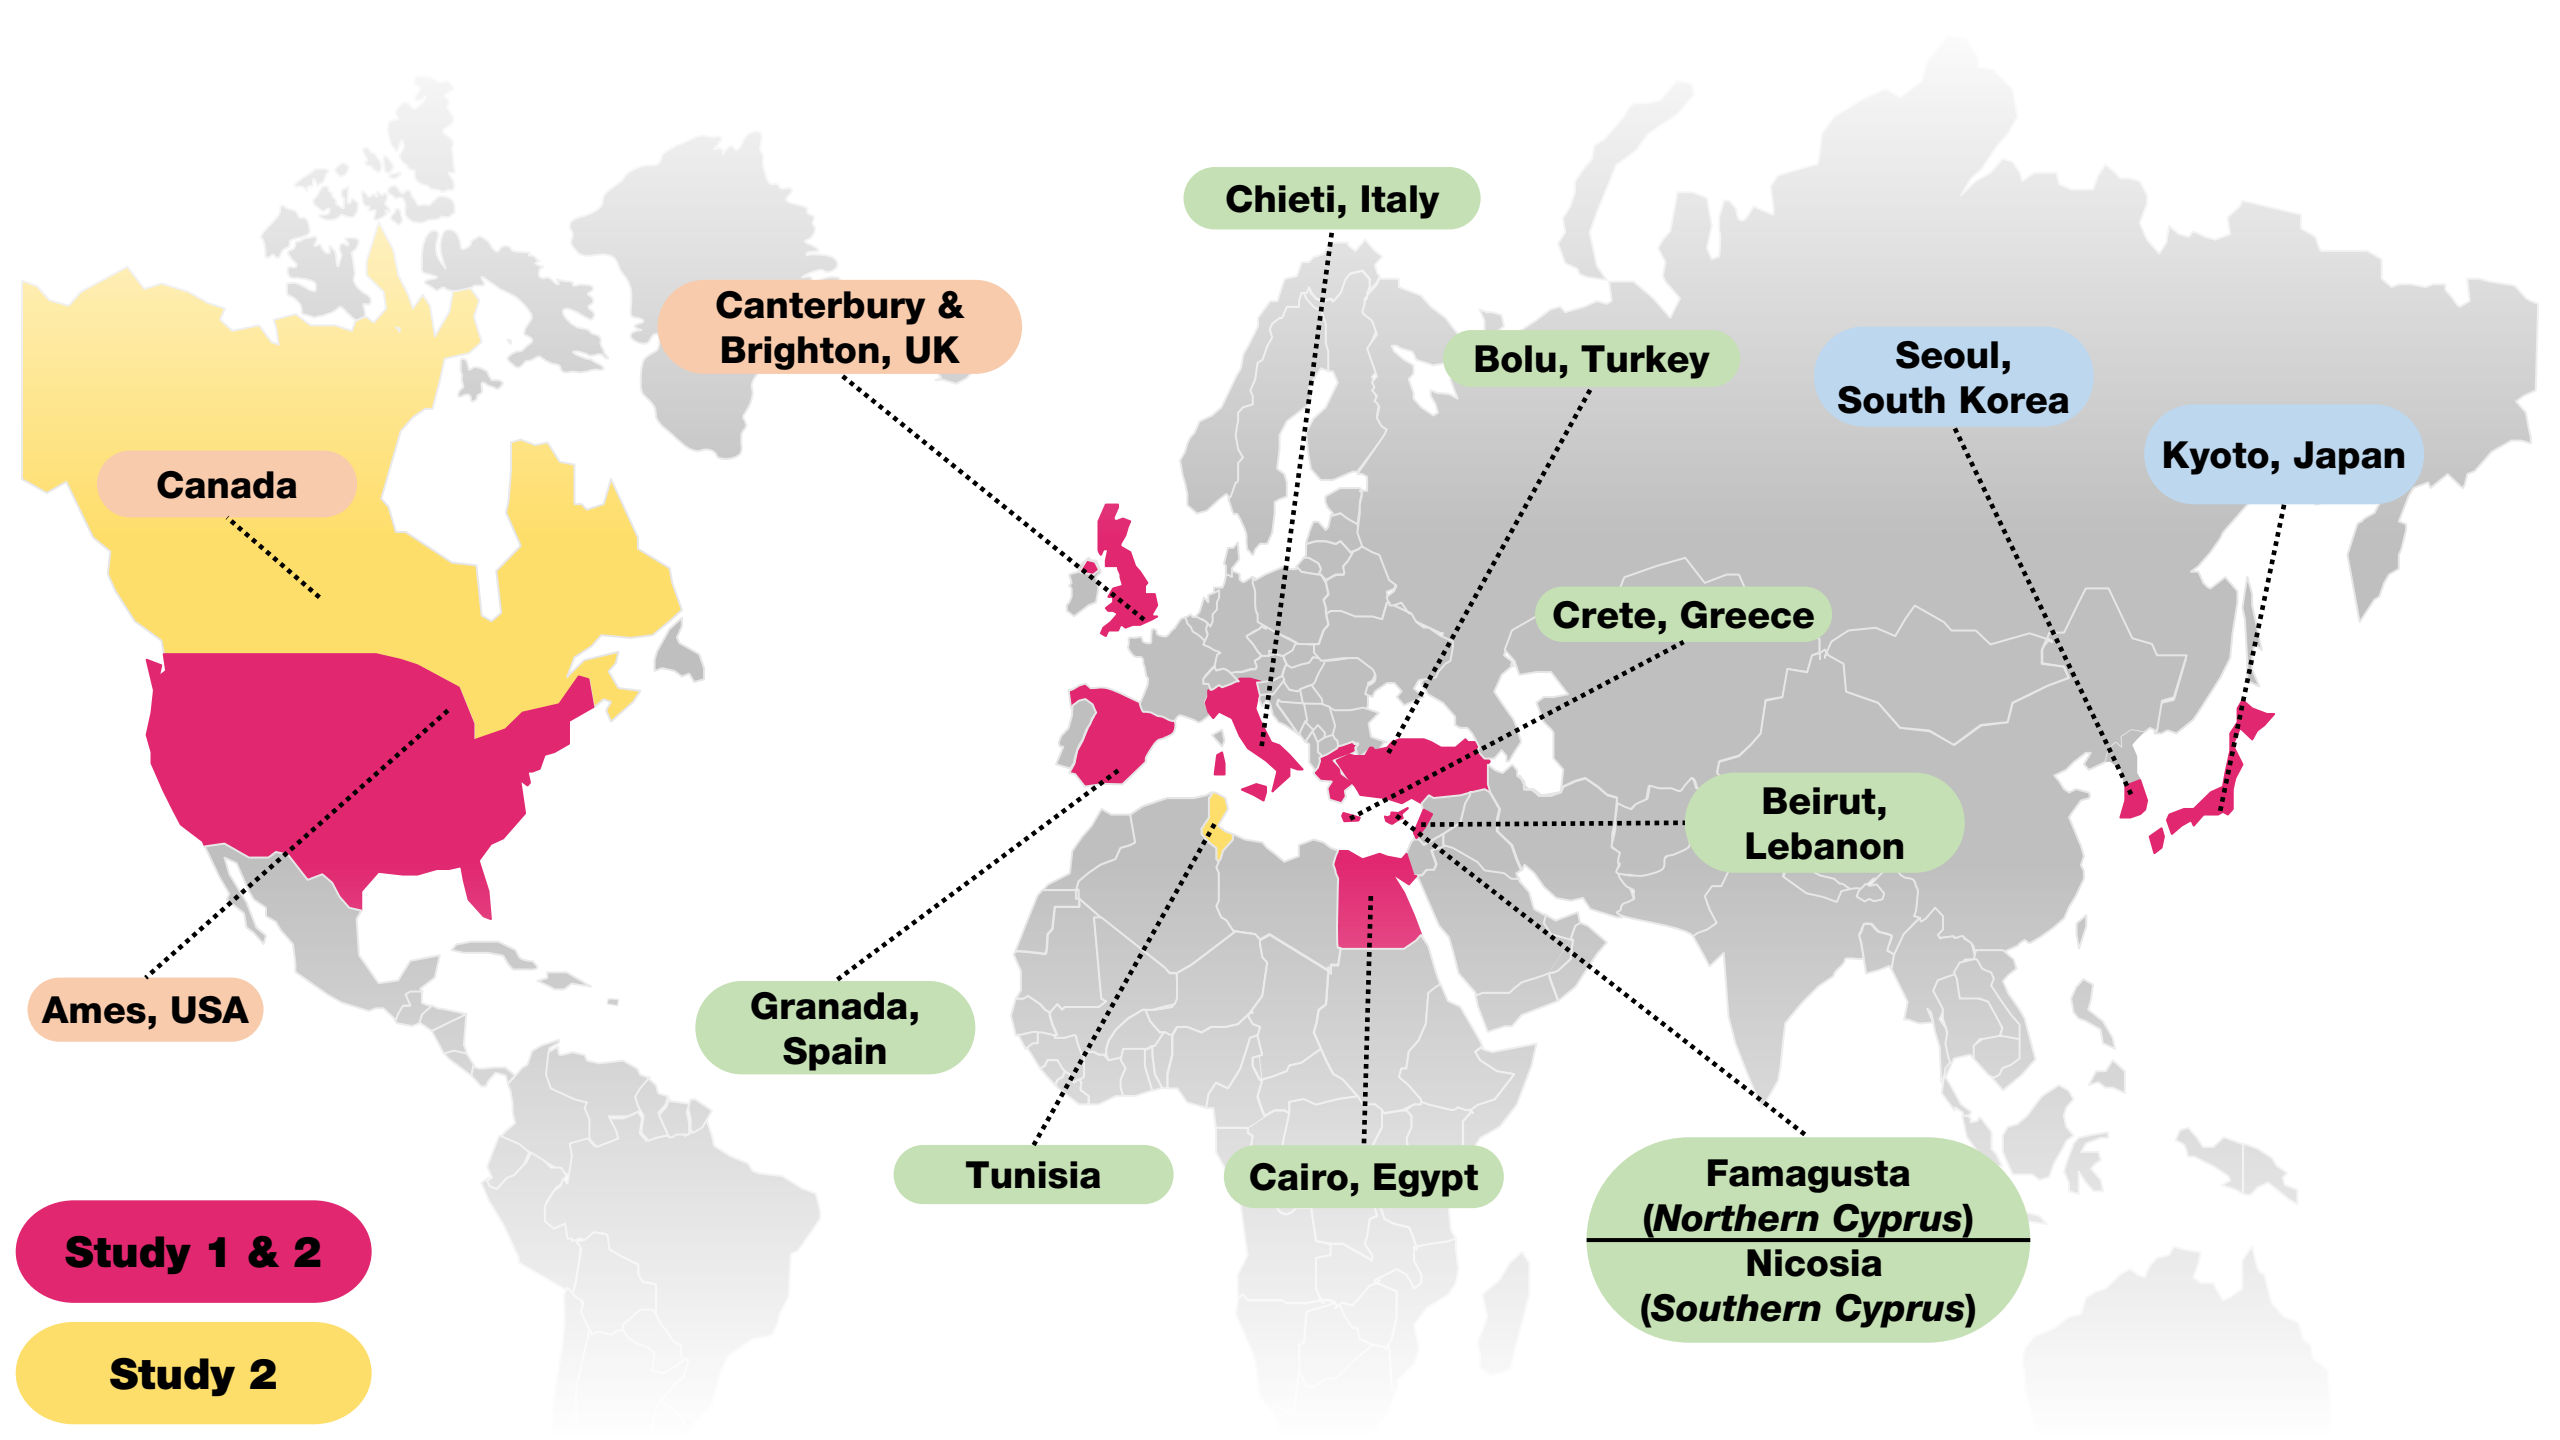 Chieti, Italy
Canterbury &
Brighton, UK
Bolu, Turkey
Seoul,
South Korea
Kyoto, Japan
Canada
Crete, Greece
Beirut,
Lebanon
Ames, USA
Granada,
Spain
Tunisia
Cairo, Egypt
Famagusta
(Northern Cyprus)
Nicosia
(Southern Cyprus)
Study 1 & 2
Study 2